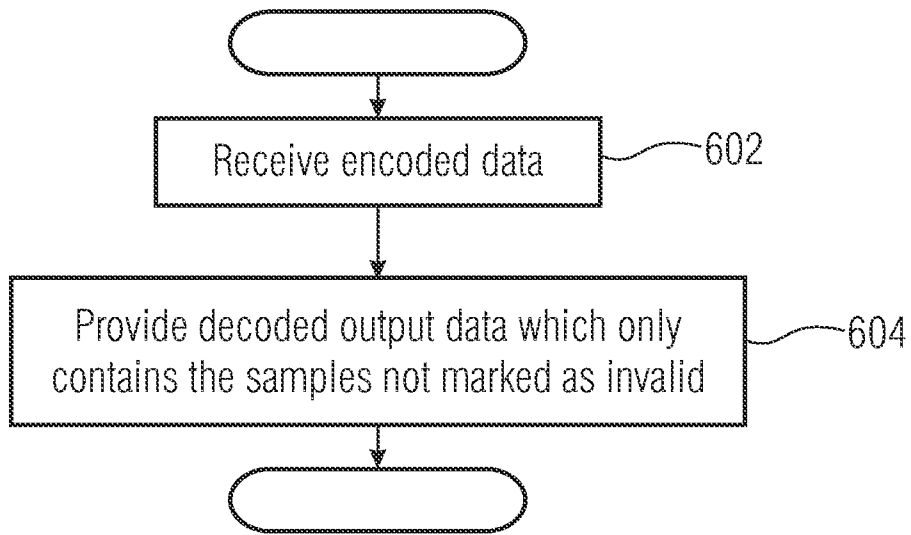 Receive encoded data
602
Provide decoded output data which only
contains the samples not marked as invalid
604